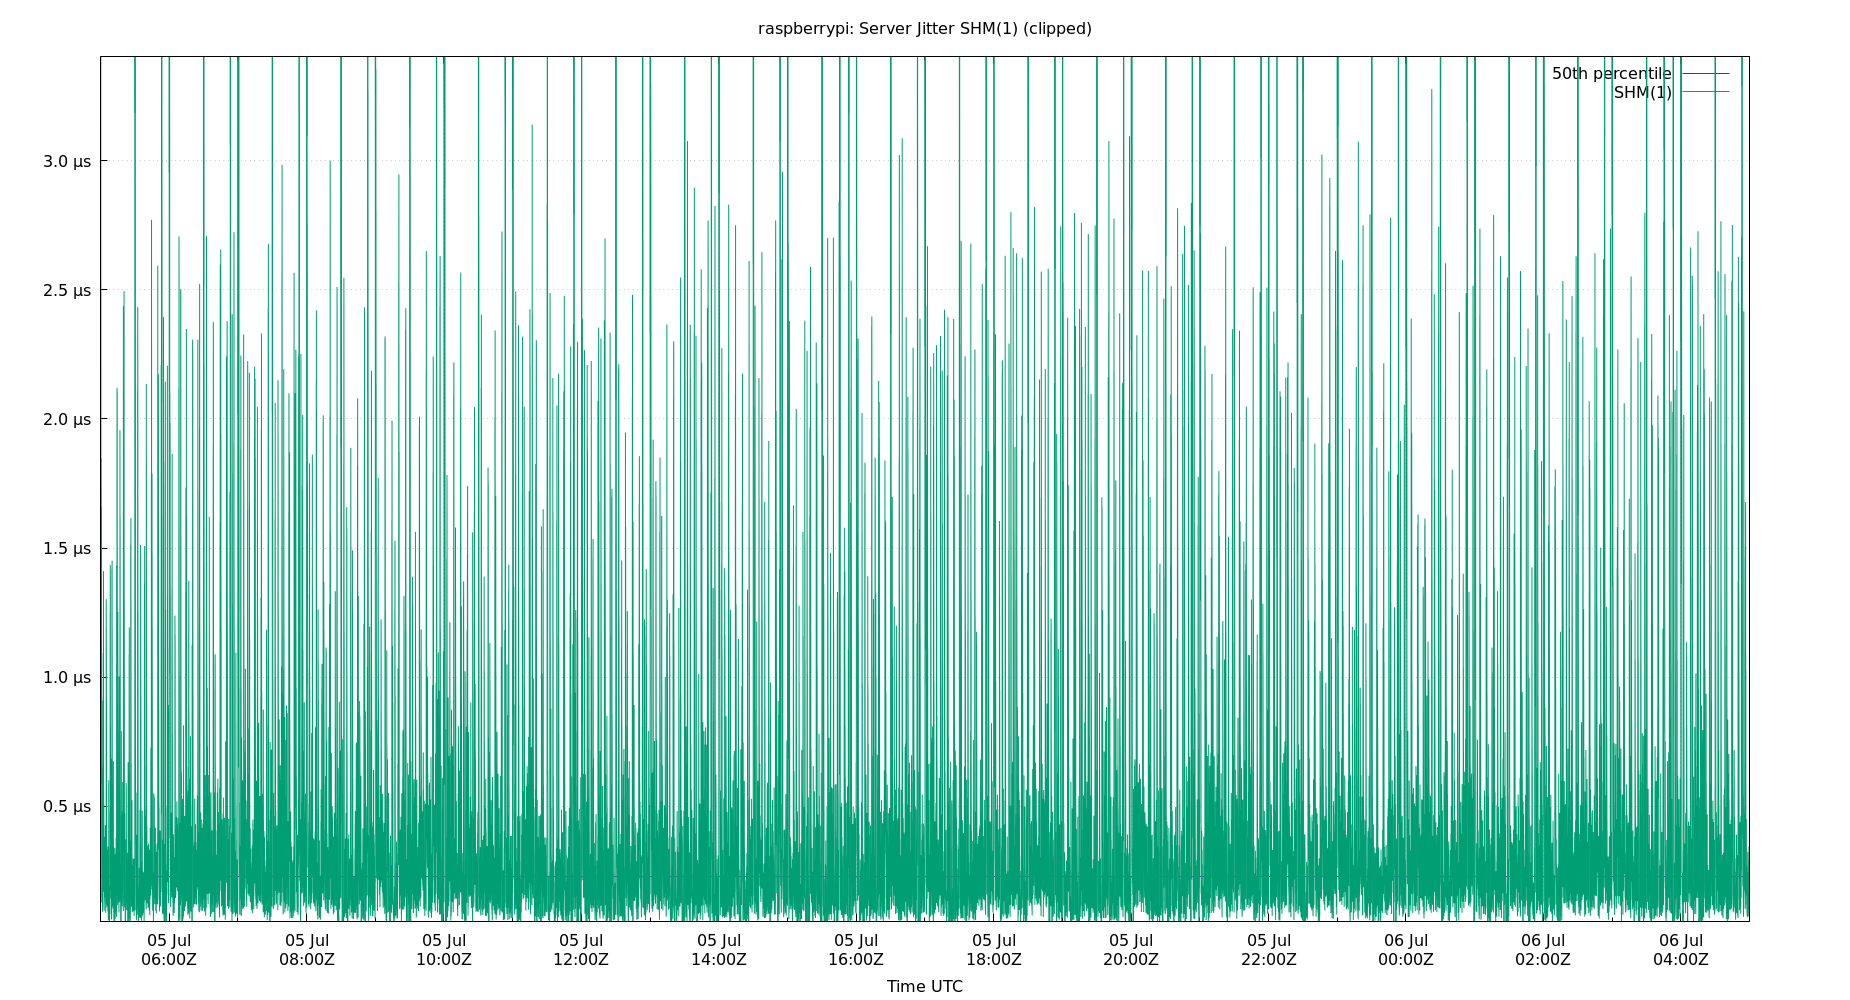 raspberrypi: Server Jitter SHM(1) (clipped)
50th percentile
SHM(1)
3.0 µs
2.5 µs
2.0 µs
1.5 µs
1.0 µs
0.5 µs
05 Jul 05 Jul 05 Jul 05 Jul 05 Jul 05 Jul 05 Jul 05 Jul 05 Jul 06 Jul 06 Jul 06 Jul
06:00Z 08:00Z 10:00Z 12:00Z 14:00Z 16:00Z 18:00Z 20:00Z 22:00Z 00:00Z 02:00Z 04:00Z
Time UTC